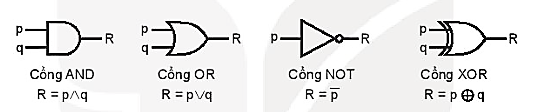 p
q
R
p
q
R
p
R
p
q
R
Cổng AND
Cổng OR
Cổng NOT
Cổng XOR
R = p∧q
R = p∨q
R = p̅
R = p ⊕ q